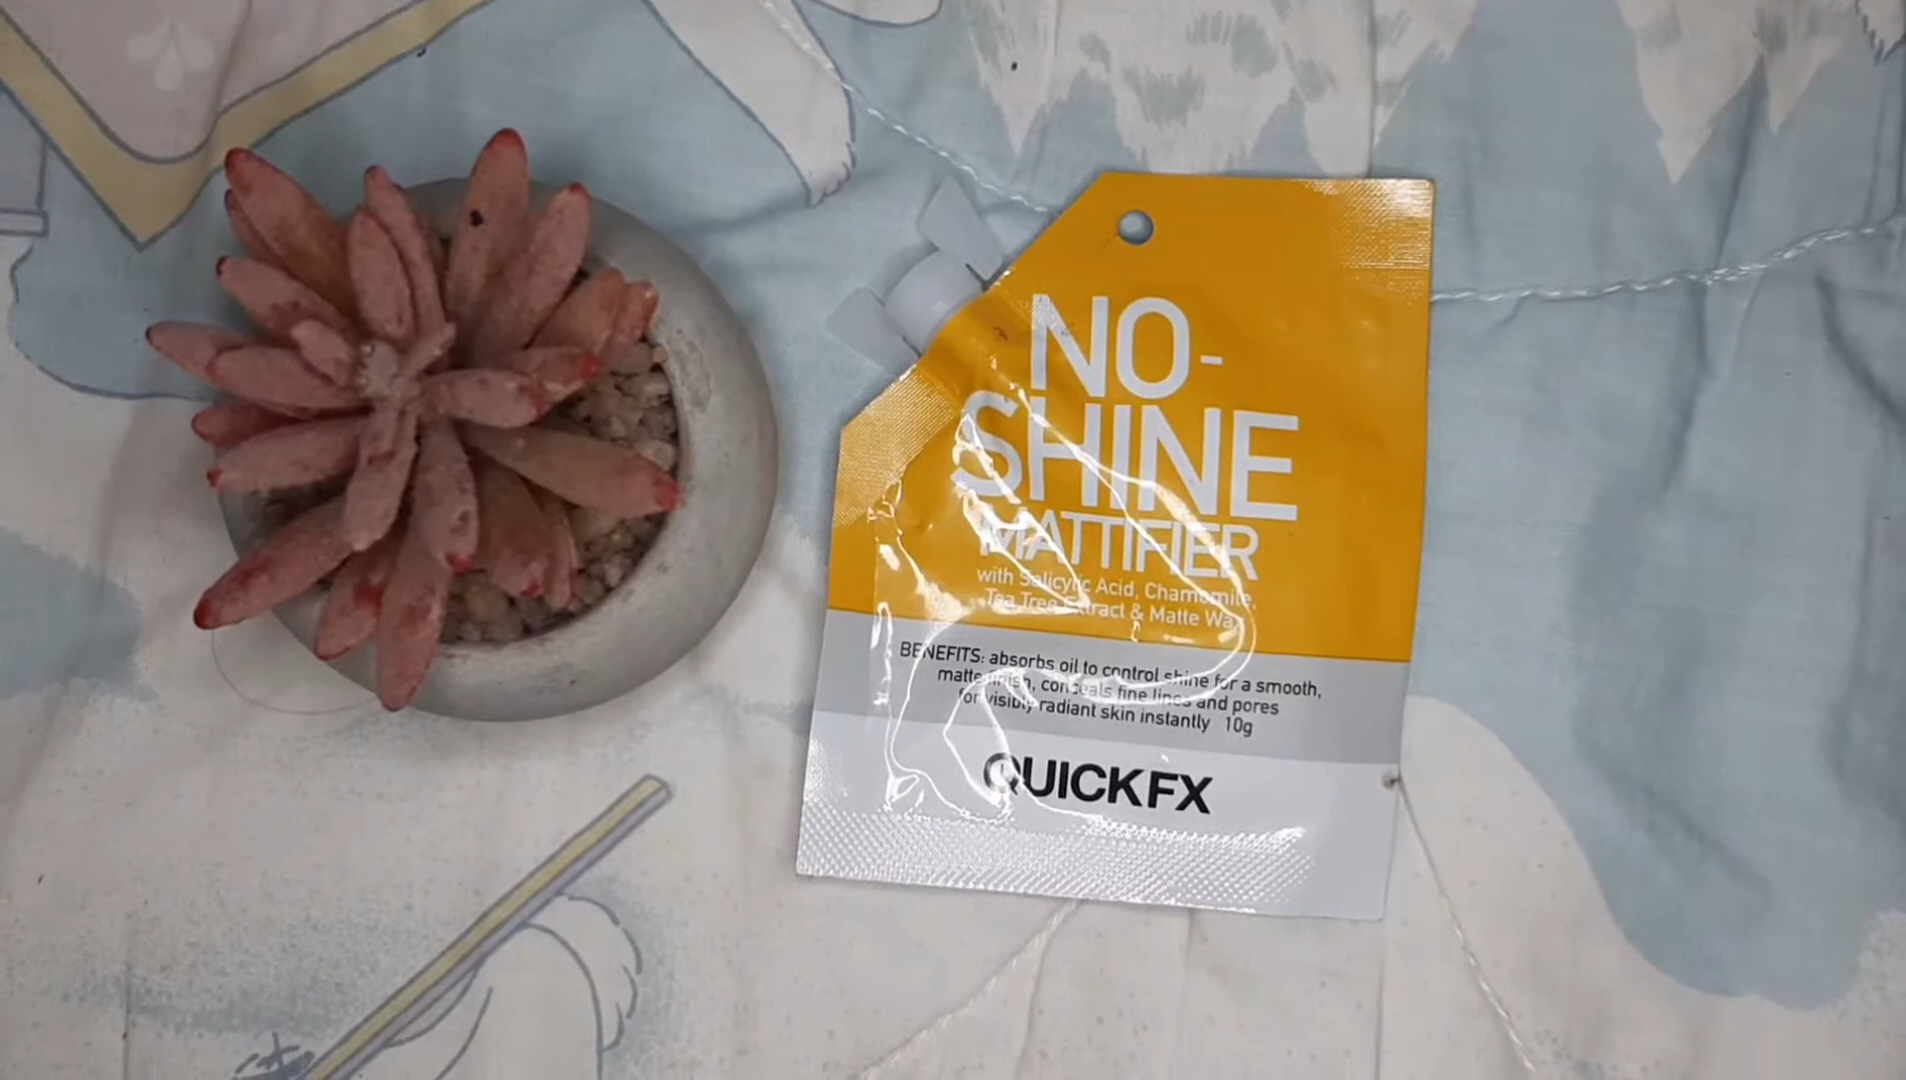 NO-
SHINE
MATTIFIER
with Salicylic Acid, Chamomile,
Tea Tree Extract & Matte Wax
BENEFITS: absorbs oil to control shine for a smooth,
matte finish, conceals fine lines and pores
for visibly radiant skin instantly 10g
QUICKFX